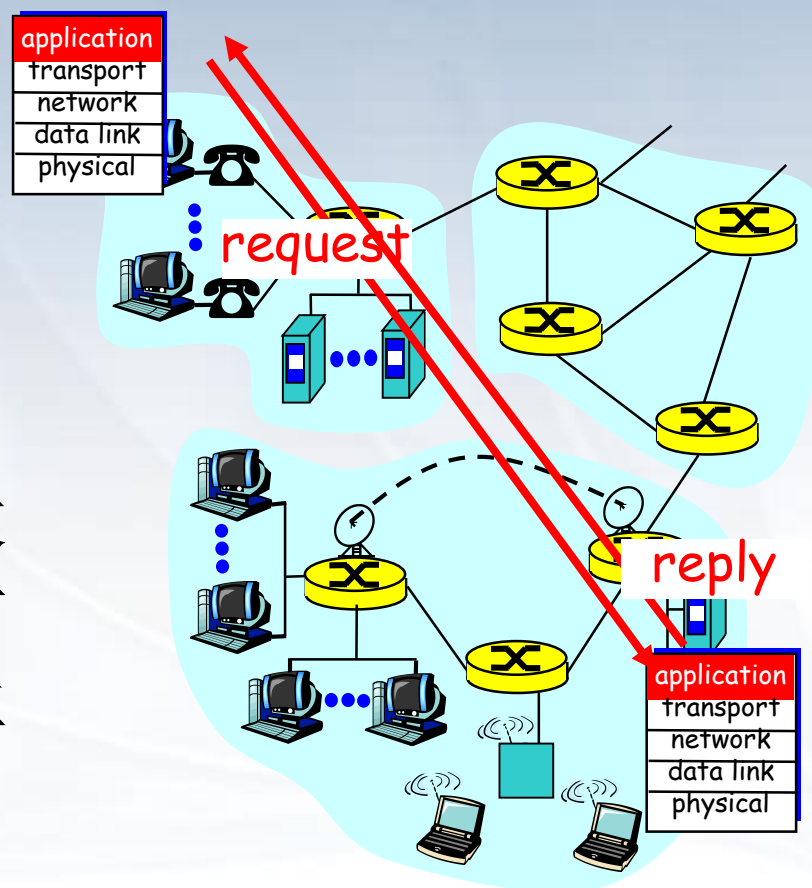 application
transport
network
data link
physical
request
reply
application
transport
network
data link
physical